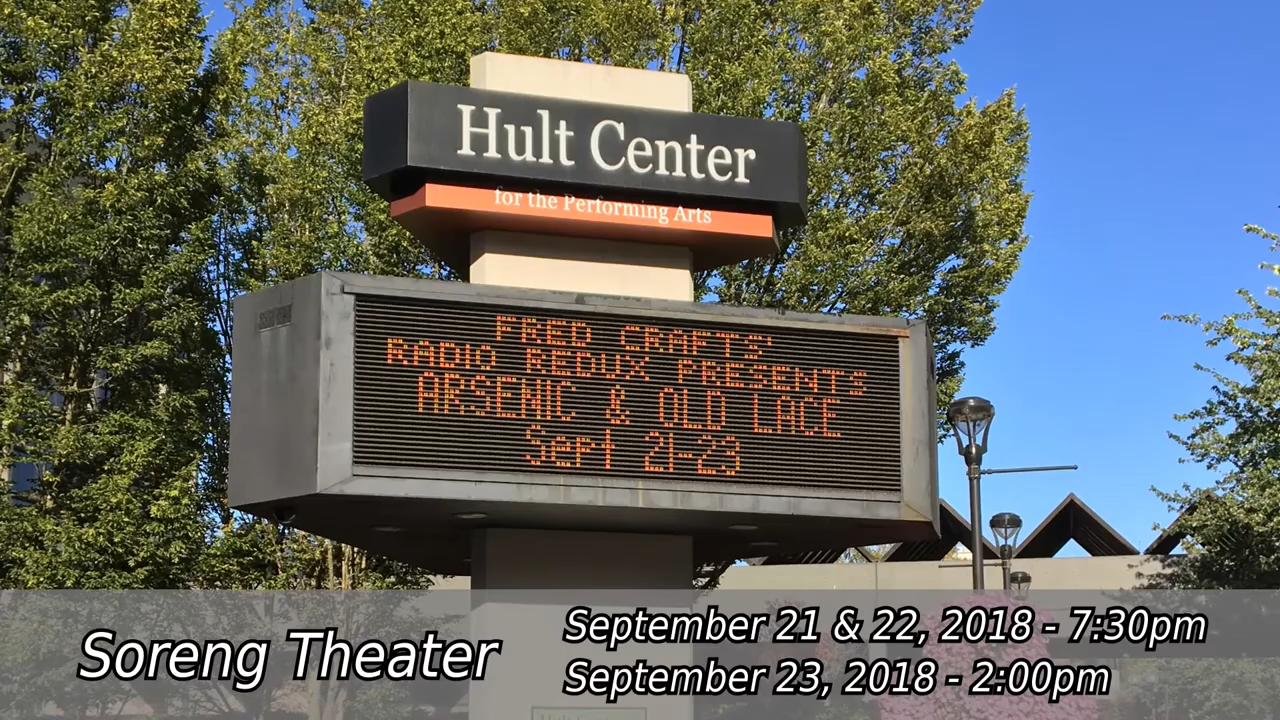 Hult Center
for the Performing Arts
FRED CRAFTS'
RADIO REDUX PRESENTS
ARSENIC & OLD LACE
Sept 21-23
Soreng Theater
September 21 & 22, 2018 - 7:30pm
September 23, 2018 - 2:00pm